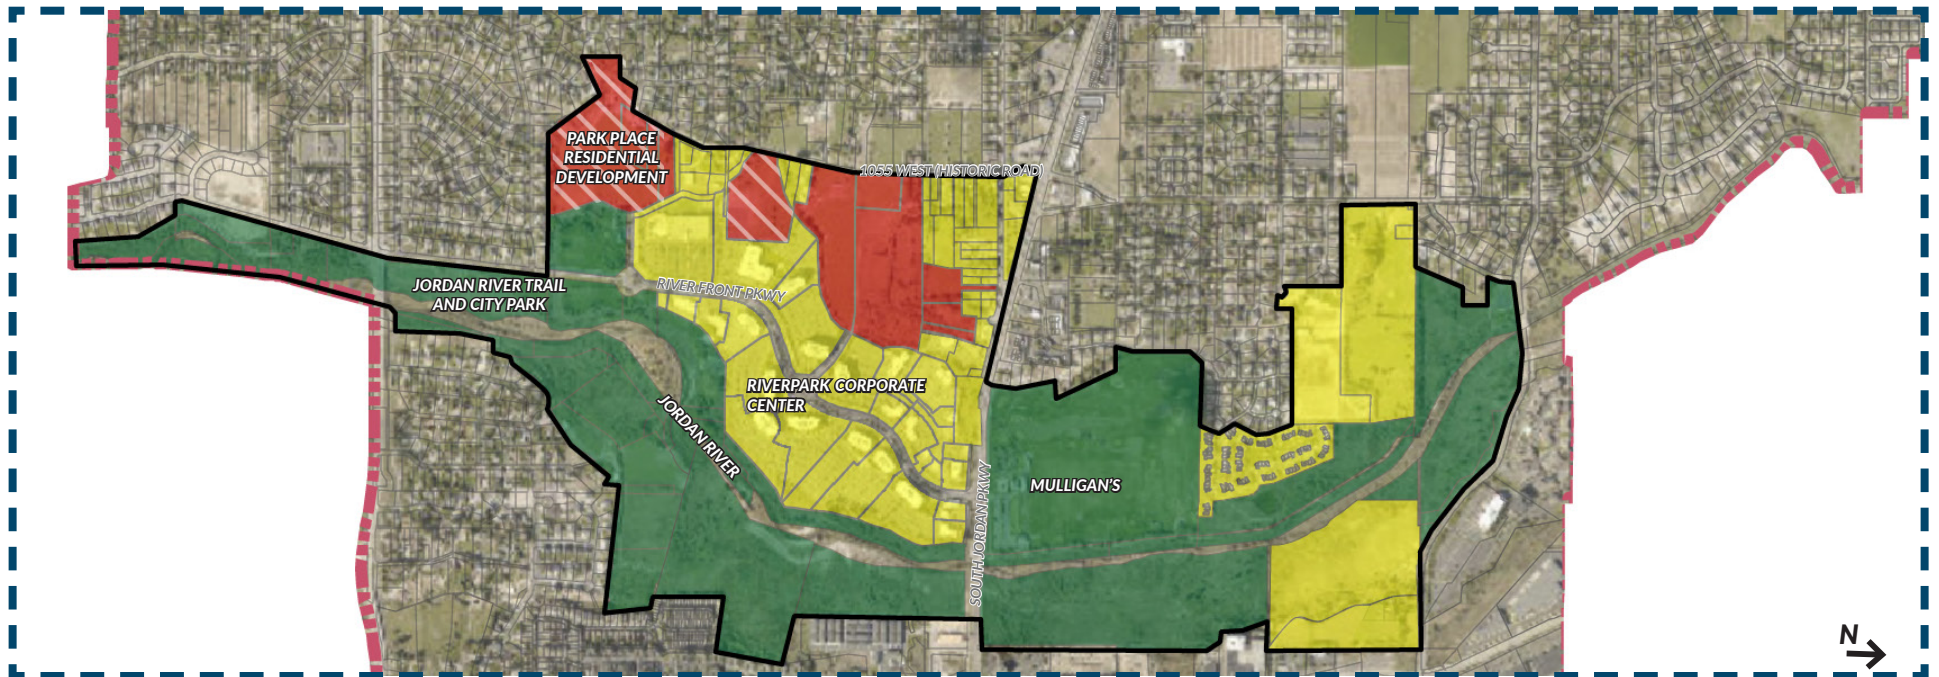 PARK PLACE
RESIDENTIAL
DEVELOPMENT
1055 WEST (HISTORIC ROAD)
JORDAN RIVER TRAIL
AND CITY PARK
RIVER FRONT PKWY
RIVERPARK CORPORATE
CENTER
JORDAN RIVER
MULLIGAN'S
SOUTH JORDAN PKWY
N